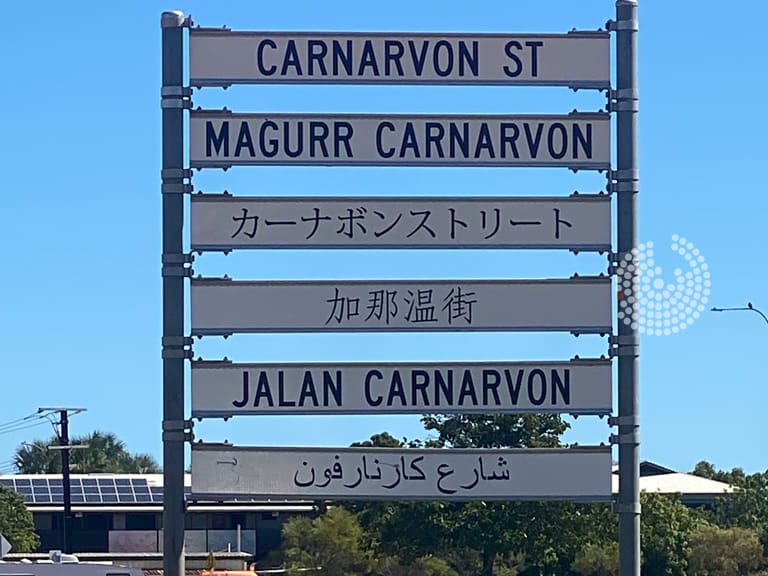 CARNARVON ST
MAGURR CARNARVON
カーナボンストリート
加那温街
JALAN CARNARVON
شارع كارنارفون